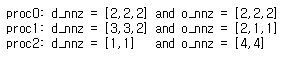 proc0: d_nnz = [2,2,2] and o_nnz = [2,2,2]
proc1: d_nnz = [3,3,2] and o_nnz = [2,1,1]
proc2: d_nnz = [1,1]   and o_nnz = [4,4]